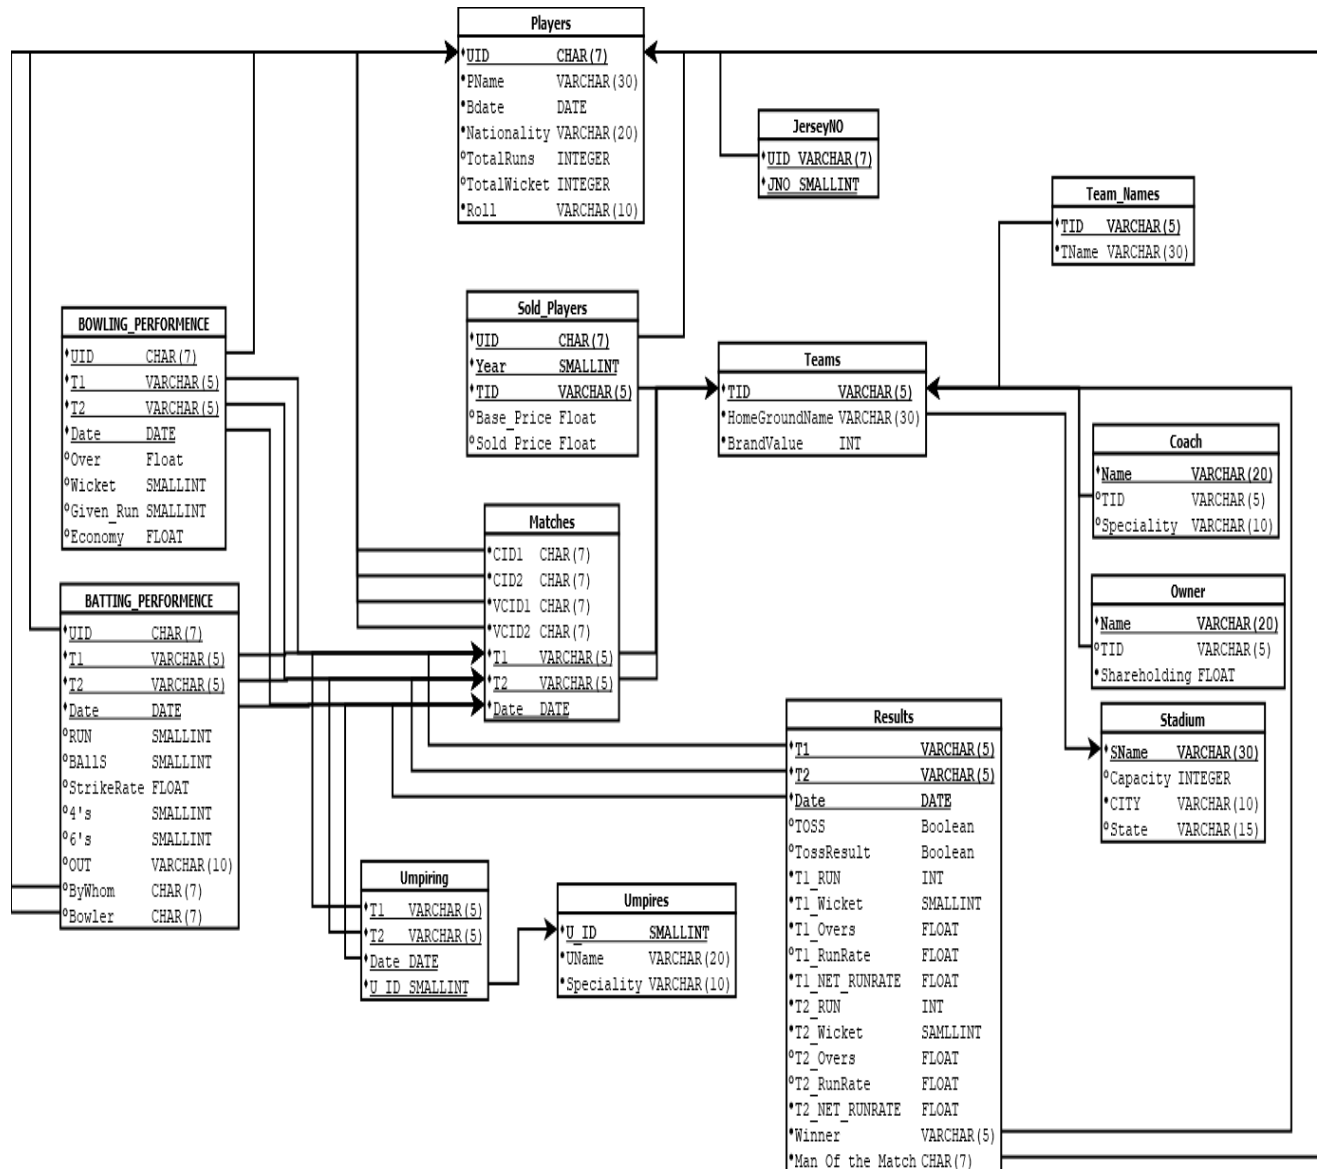 Players
UID CHAR(7)
PName VARCHAR(30)
Bdate DATE
Nationality VARCHAR(20)
TotalRuns INTEGER
TotalWicket INTEGER
Roll VARCHAR(10)
JerseyNO
UID VARCHAR(7)
JNO SMALLINT
Team_Names
TID VARCHAR(5)
TName VARCHAR(30)
BOWLING_PERFORMENCE
UID CHAR(7)
T1 VARCHAR(5)
T2 VARCHAR(5)
Date DATE
Over Float
Wicket SMALLINT
Given_Run SMALLINT
Economy FLOAT
Sold_Players
UID CHAR(7)
Year SMALLINT
TID VARCHAR(5)
Base_Price Float
Sold_Price Float
Teams
TID VARCHAR(5)
HomeGroundName VARCHAR(30)
BrandValue INT
Coach
Name VARCHAR(20)
TID VARCHAR(5)
Speciality VARCHAR(10)
Matches
CID1 CHAR(7)
CID2 CHAR(7)
VCID1 CHAR(7)
VCID2 CHAR(7)
T1 VARCHAR(5)
T2 VARCHAR(5)
Date DATE
BATTING_PERFORMENCE
UID CHAR(7)
T1 VARCHAR(5)
T2 VARCHAR(5)
Date DATE
RUN SMALLINT
BAllS SMALLINT
StrikeRate FLOAT
4's SMALLINT
6's SMALLINT
OUT VARCHAR(10)
ByWhom CHAR(7)
Bowler CHAR(7)
Owner
Name VARCHAR(20)
TID VARCHAR(5)
Shareholding FLOAT
Stadium
SName VARCHAR(30)
Capacity INTEGER
CITY VARCHAR(10)
State VARCHAR(15)
Results
T1 VARCHAR(5)
T2 VARCHAR(5)
Date DATE
TOSS Boolean
TossResult Boolean
T1_RUN INT
T1_Wicket SMALLINT
T1_Overs FLOAT
T1_RunRate FLOAT
T1_NET_RUNRATE FLOAT
T2_RUN INT
T2_Wicket SAMLLINT
T2_Overs FLOAT
T2_RunRate FLOAT
T2_NET_RUNRATE FLOAT
Winner VARCHAR(5)
Man Of the Match CHAR(7)
Umpiring
T1 VARCHAR(5)
T2 VARCHAR(5)
Date DATE
U_ID SMALLINT
Umpires
U_ID SMALLINT
UName VARCHAR(20)
Speciality VARCHAR(10)